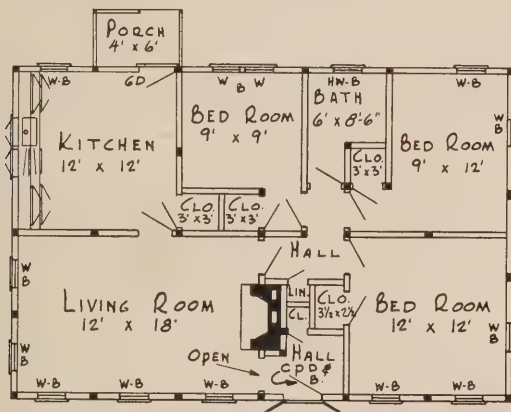 PORCH
4' x 6'
W-B
GD
W
B
W
HW-B
W-B
BED ROOM
9' x 9'
BATH
6' x 8'-6"
KITCHEN
12' x 12'
BED ROOM
9' x 12'
W
B
CLO.
3' x 3'
CLO.
3' x 3'
CLO.
3' x 3'
HALL
W
B
LIVING ROOM
12' x 18'
LIN.
CL.
CLO.
3½ x 2½
BED ROOM
12' x 12'
W
B
W
B
OPEN
HALL
CPD &
B.
W-B
W-B
W-B
W-B
W-B